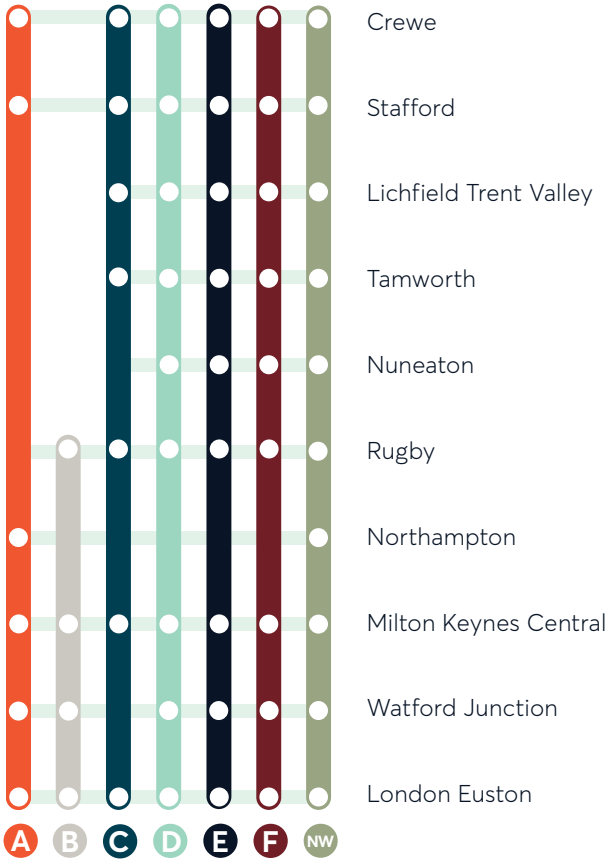 Crewe
Stafford
Lichfield Trent Valley
Tamworth
Nuneaton
Rugby
Northampton
Milton Keynes Central
Watford Junction
London Euston
A B C D E F NW